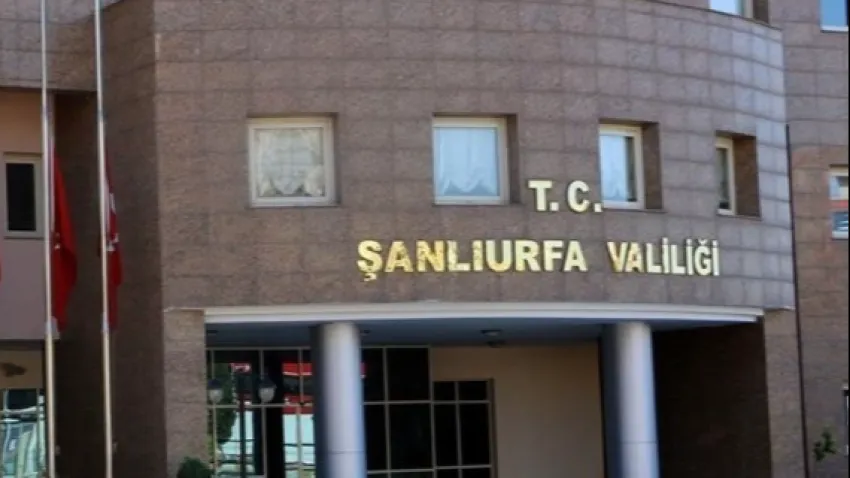 T. C.
ŞANLIURFA VALİLİĞİ